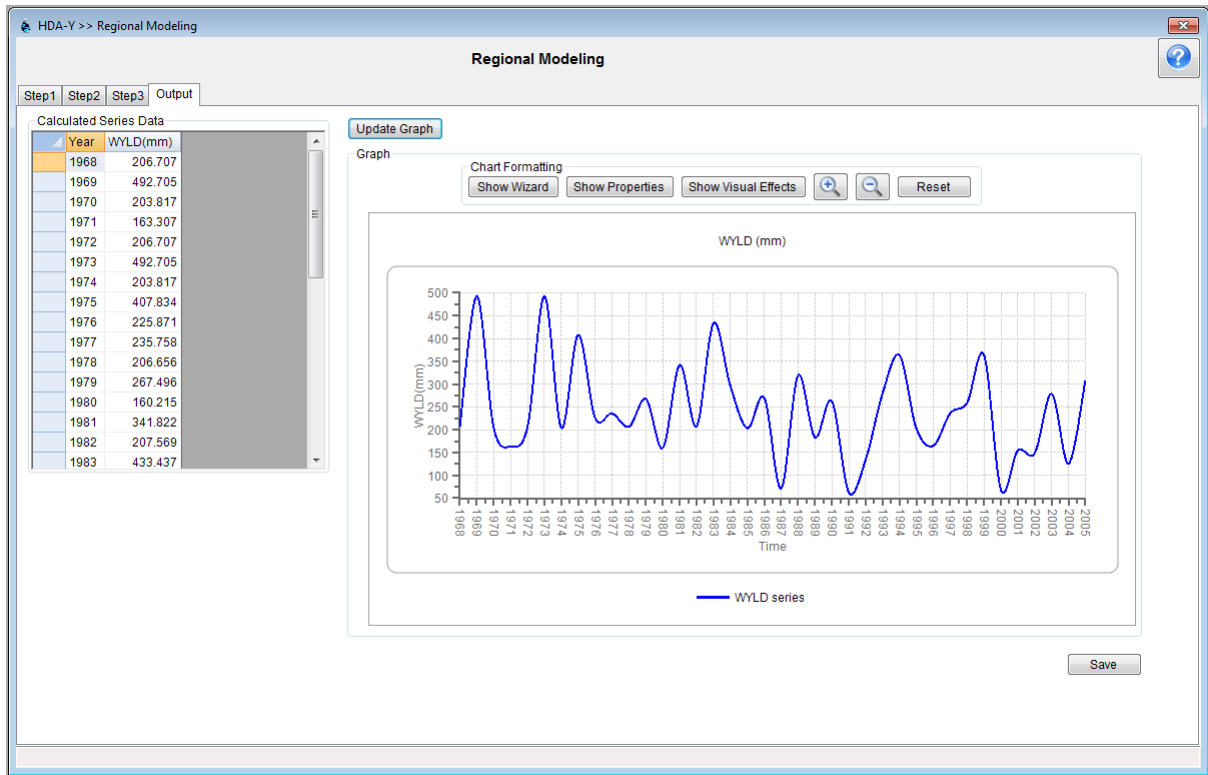 HDA-Y >> Regional Modeling
Regional Modeling
Step1 Step2 Step3 Output
Calculated Series Data
Year WYLD(mm)
1968 206.707
1969 492.705
1970 203.817
1971 163.307
1972 206.707
1973 492.705
1974 203.817
1975 407.834
1976 225.871
1977 235.758
1978 206.656
1979 267.496
1980 160.215
1981 341.822
1982 207.569
1983 433.437
Update Graph
Graph
Chart Formatting
Show Wizard Show Properties Show Visual Effects Reset
WYLD (mm)
WYLD(mm)
500
450
400
350
300
250
200
150
100
50
1968 1969 1970 1971 1972 1973 1974 1975 1976 1977 1978 1979 1980 1981 1982 1983 1984 1985 1986 1987 1988 1989 1990 1991 1992 1993 1994 1995 1996 1997 1998 1999 2000 2001 2002 2003 2004 2005
Time
WYLD series
Save